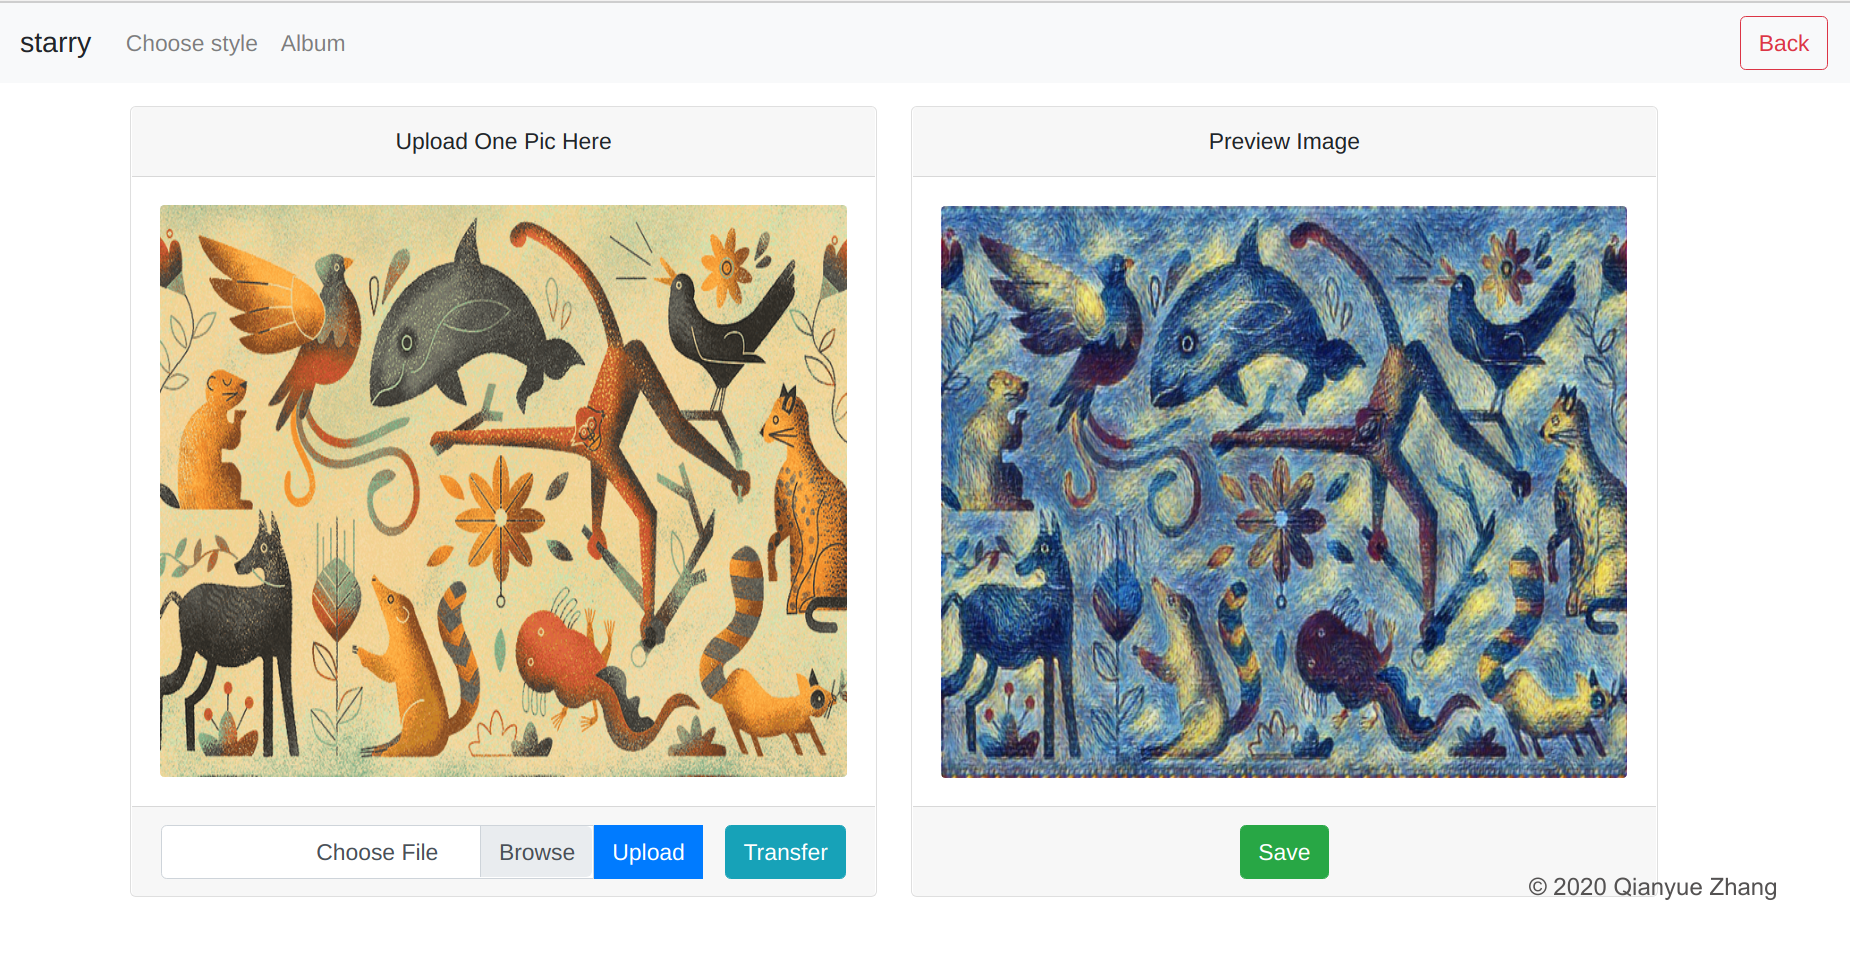 starry
Choose style
Album
Back
Upload One Pic Here
Preview Image
Choose File
Browse
Upload
Transfer
Save
© 2020 Qianyue Zhang